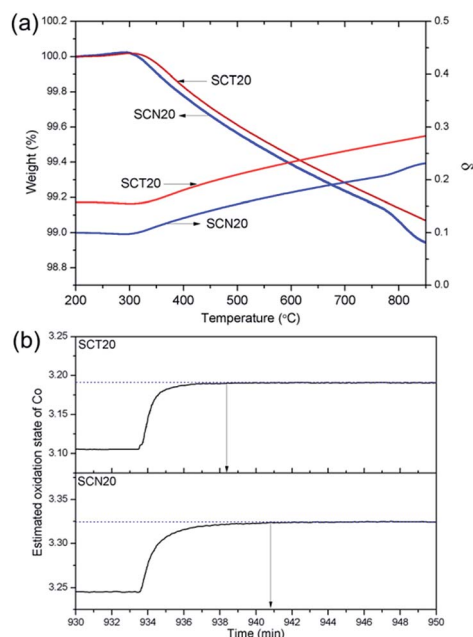 (a)
100.0
99.8
99.6
99.4
99.2
99.0
98.8
Weight (%)
SCT20
SCN20
SCT20
SCN20
0.5
0.4
0.3
0.2
0.1
0.0
δ
200 300 400 500 600 700 800
Temperature (°C)
(b)
Estimated oxidation state of Co
3.25
3.20
3.15
3.10
SCT20
3.35
3.30
3.25
SCN20
930 932 934 936 938 940 942 944 946 948 950
Time (min)